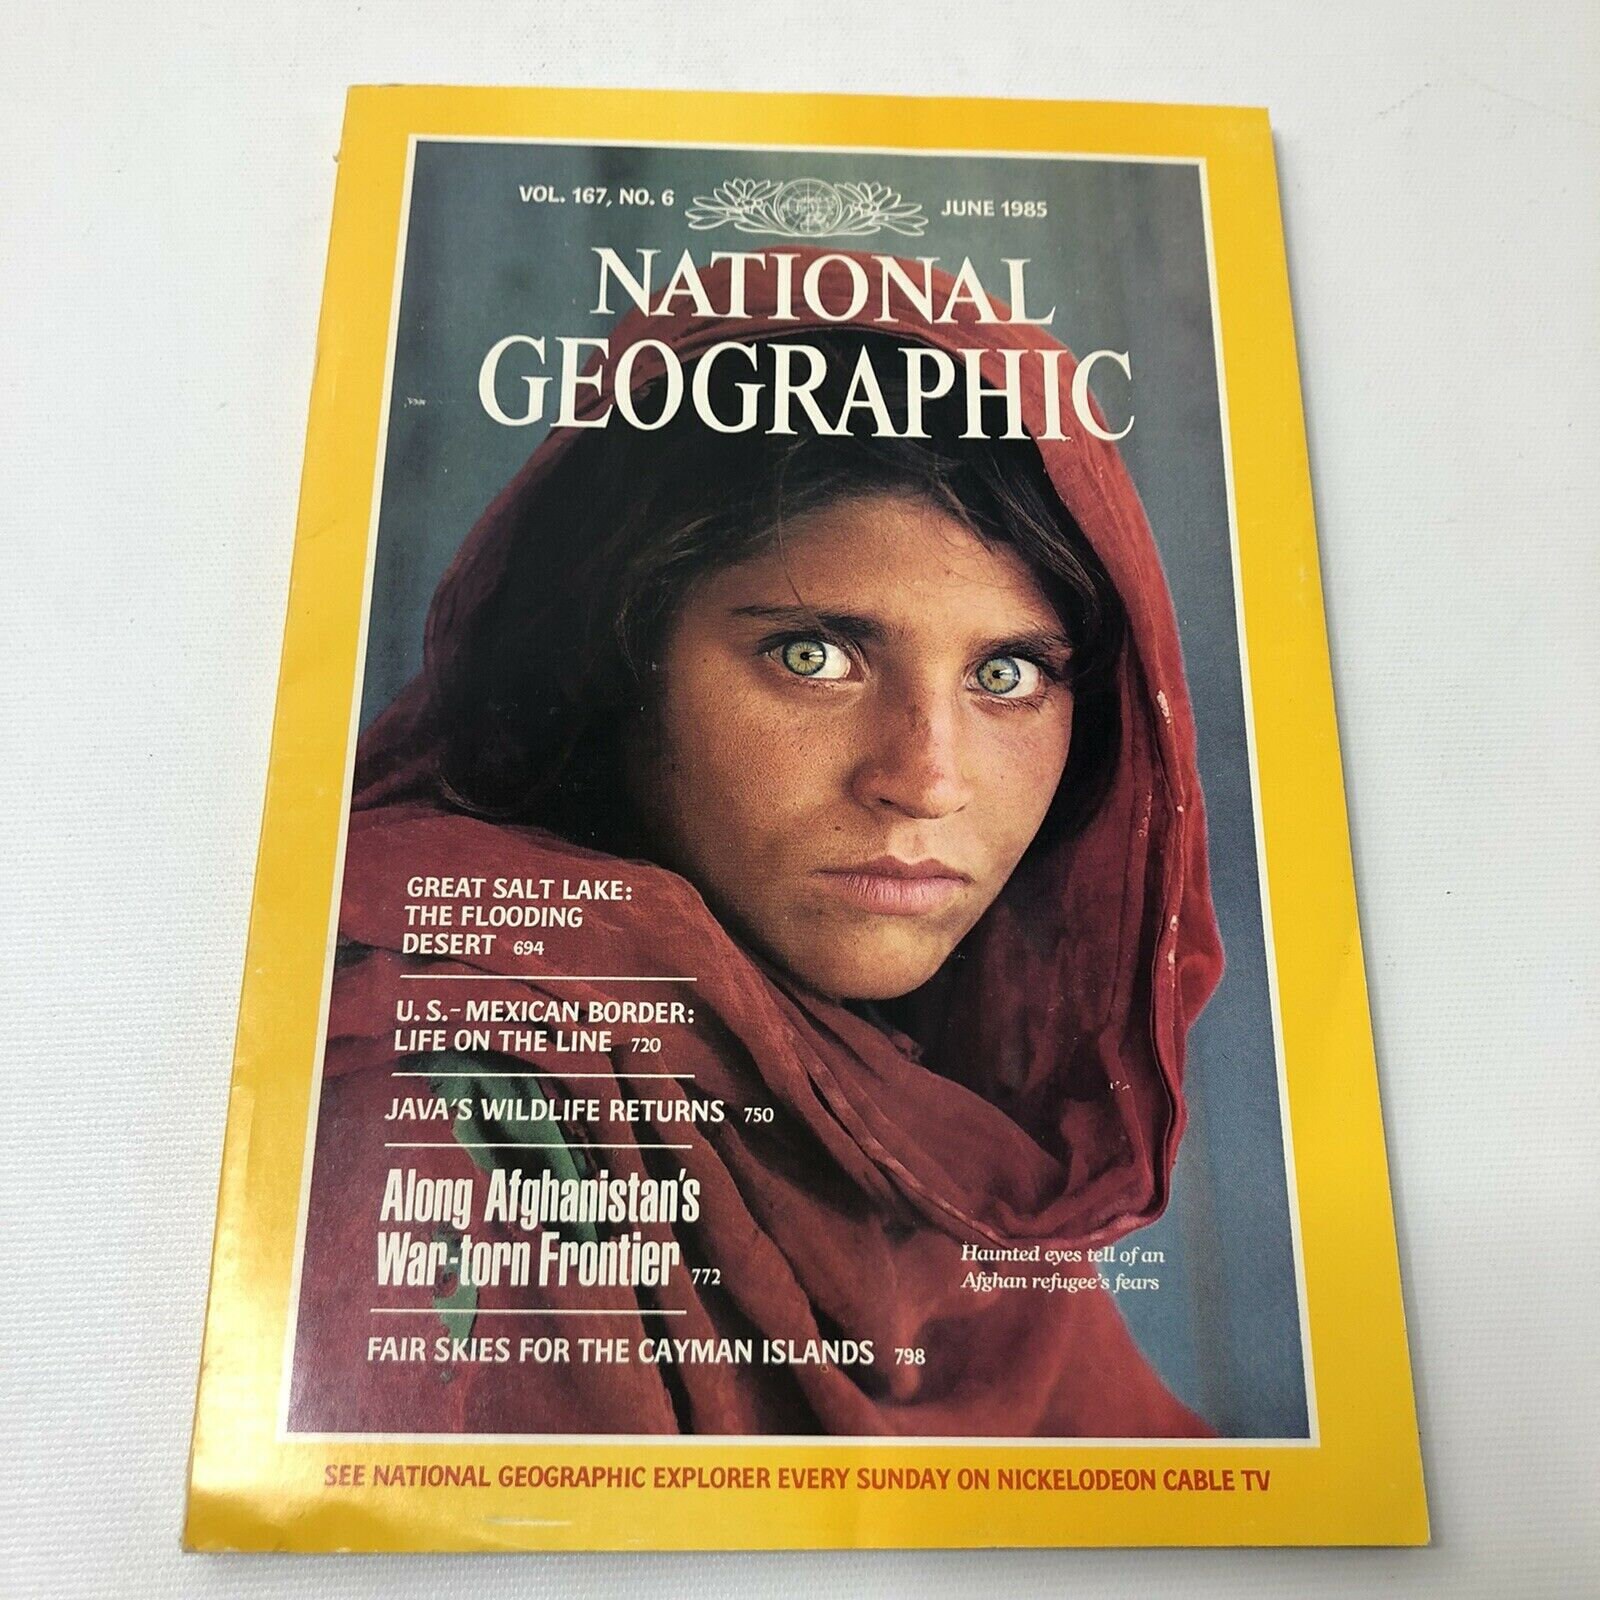 VOL. 167, NO. 6
JUNE 1985
NATIONAL
GEOGRAPHIC
GREAT SALT LAKE:
THE FLOODING
DESERT 694
U. S.-MEXICAN BORDER:
LIFE ON THE LINE 720
JAVA'S WILDLIFE RETURNS 750
Along Afghanistan's
War-torn Frontier 772
Haunted eyes tell of an
Afghan refugee's fears
FAIR SKIES FOR THE CAYMAN ISLANDS 798
SEE NATIONAL GEOGRAPHIC EXPLORER EVERY SUNDAY ON NICKELODEON CABLE TV